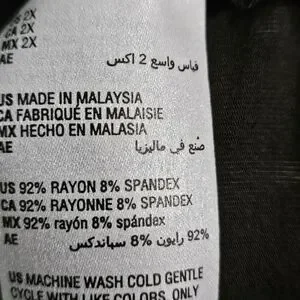 US 2X
CA 2X
MX 2X
AE قياس واسع 2 اكس
US MADE IN MALAYSIA
CA FABRIQUÉ EN MALAISIE
MX HECHO EN MALASIA
AE صُنع في ماليزيا
US 92% RAYON 8% SPANDEX
CA 92% RAYONNE 8% SPANDEX
MX 92% rayón 8% spándex
AE 92% رايون 8% سباندكس
US MACHINE WASH COLD GENTLE
CYCLE WITH LIKE COLORS. ONLY